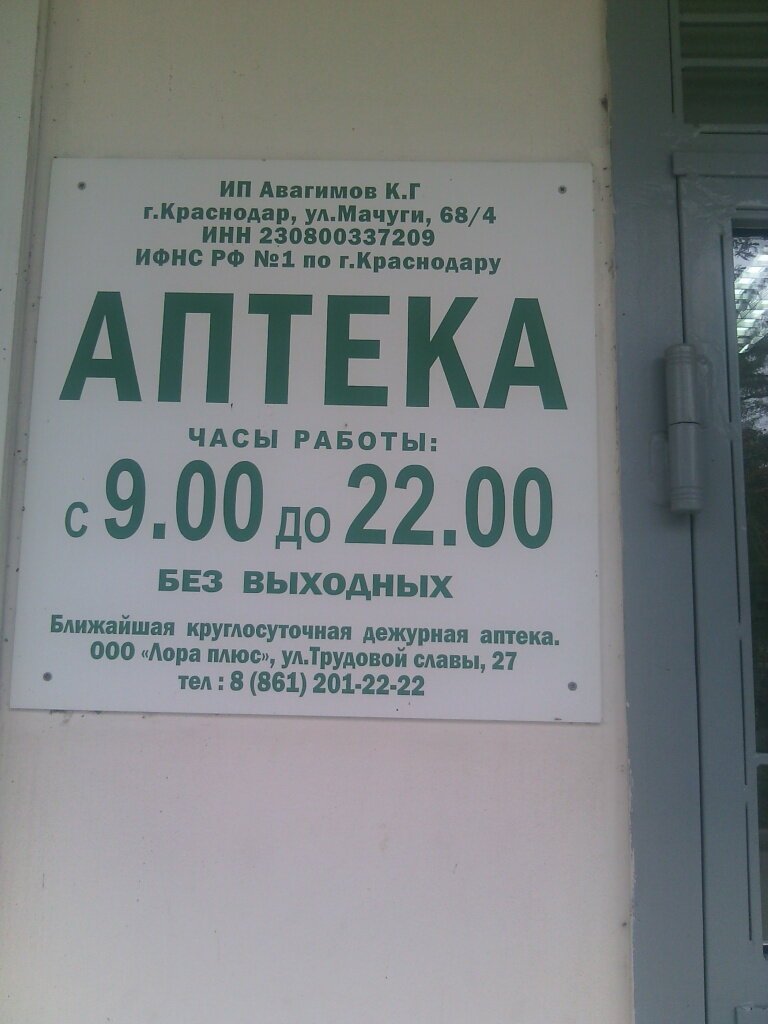 ИП Авагимов К.Г
г.Краснодар, ул.Мачуги, 68/4
ИНН 230800337209
ИФНС РФ №1 по г.Краснодару
АПТЕКА
ЧАСЫ РАБОТЫ:
с 9.00 до 22.00
БЕЗ ВЫХОДНЫХ
Ближайшая круглосуточная дежурная аптека.
ООО «Лора плюс», ул.Трудовой славы, 27
тел : 8 (861) 201-22-22